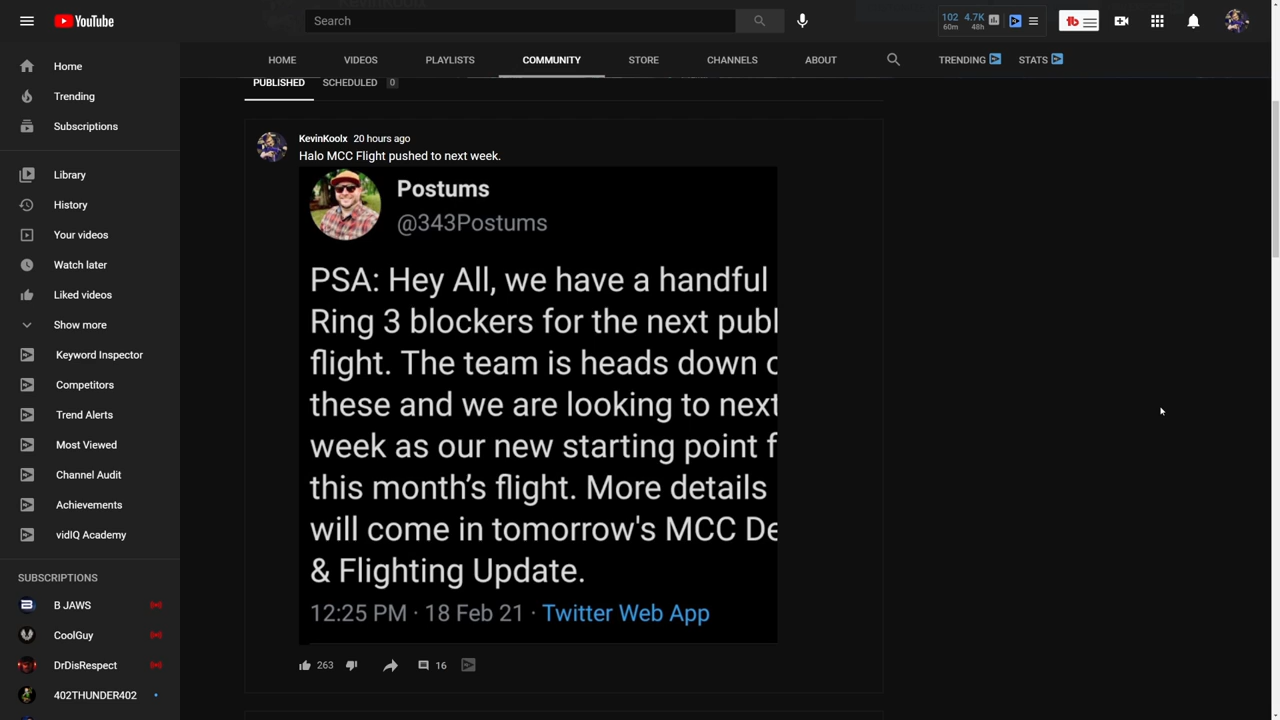 YouTube
Search
102 4.7K
60m 48h
HOME VIDEOS PLAYLISTS COMMUNITY STORE CHANNELS ABOUT TRENDING STATS
PUBLISHED SCHEDULED 0
Home
Trending
Subscriptions
Library
History
Your videos
Watch later
Liked videos
Show more
Keyword Inspector
Competitors
Trend Alerts
Most Viewed
Channel Audit
Achievements
vidIQ Academy
SUBSCRIPTIONS
B JAWS
CoolGuy
DrDisRespect
402THUNDER402
KevinKoolx 20 hours ago
Halo MCC Flight pushed to next week.
Postums
@343Postums
PSA: Hey All, we have a handful
Ring 3 blockers for the next publ
flight. The team is heads down
these and we are looking to next
week as our new starting point f
this month's flight. More details
will come in tomorrow's MCC De
& Flighting Update.
12:25 PM · 18 Feb 21 · Twitter Web App
263 16